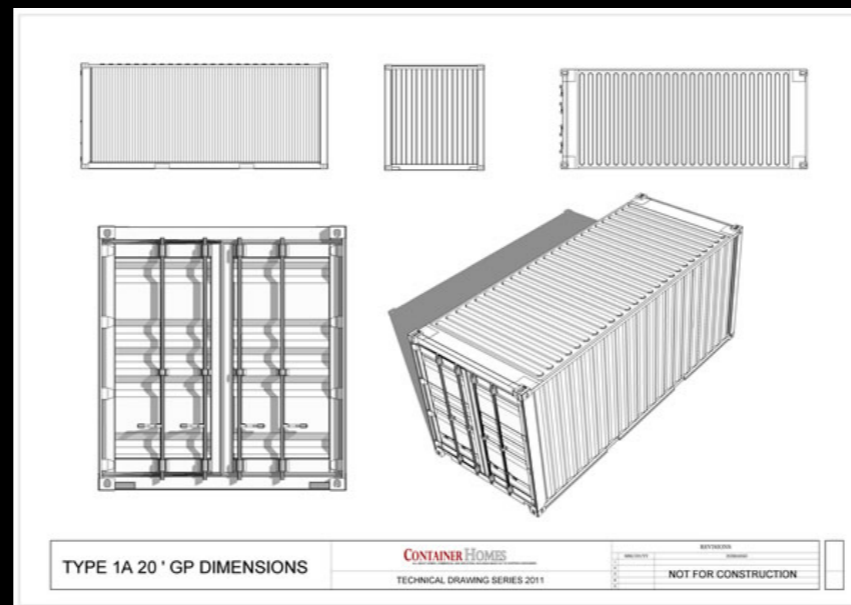 TYPE 1A 20 ' GP DIMENSIONS
CONTAINER HOMES
TECHNICAL DRAWING SERIES 2011
REVISIONS
NOT FOR CONSTRUCTION